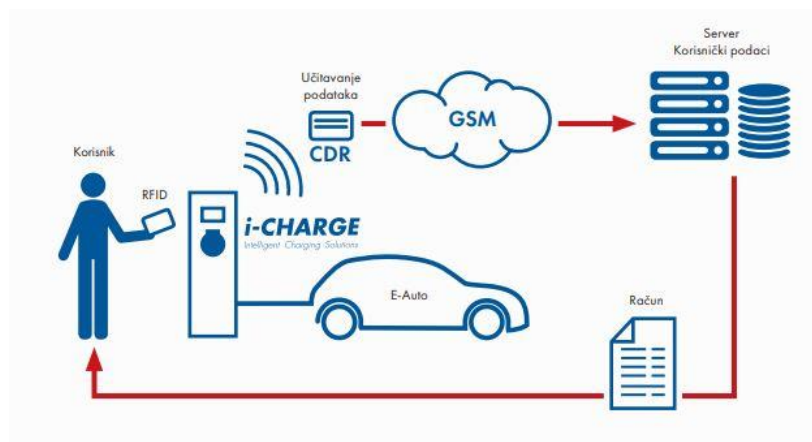 Server
Korisnički podaci
Učitavanje
podataka
GSM
CDR
Korisnik
RFID
i-CHARGE
Intelligent Charging Solutions
E-Auto
Račun